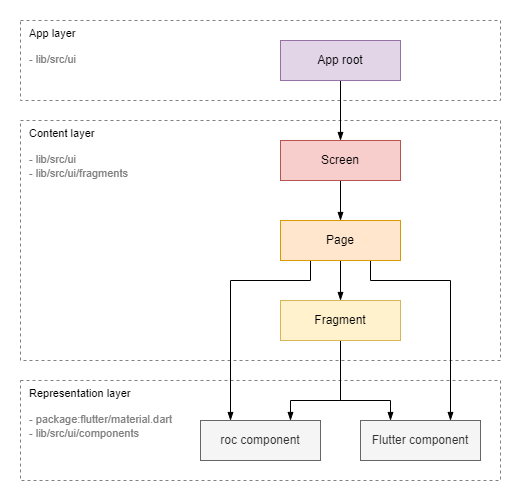 App layer
- lib/src/ui
App root
Content layer
- lib/src/ui
- lib/src/ui/fragments
Screen
Page
Fragment
Representation layer
- package:flutter/material.dart
- lib/src/ui/components
roc component
Flutter component